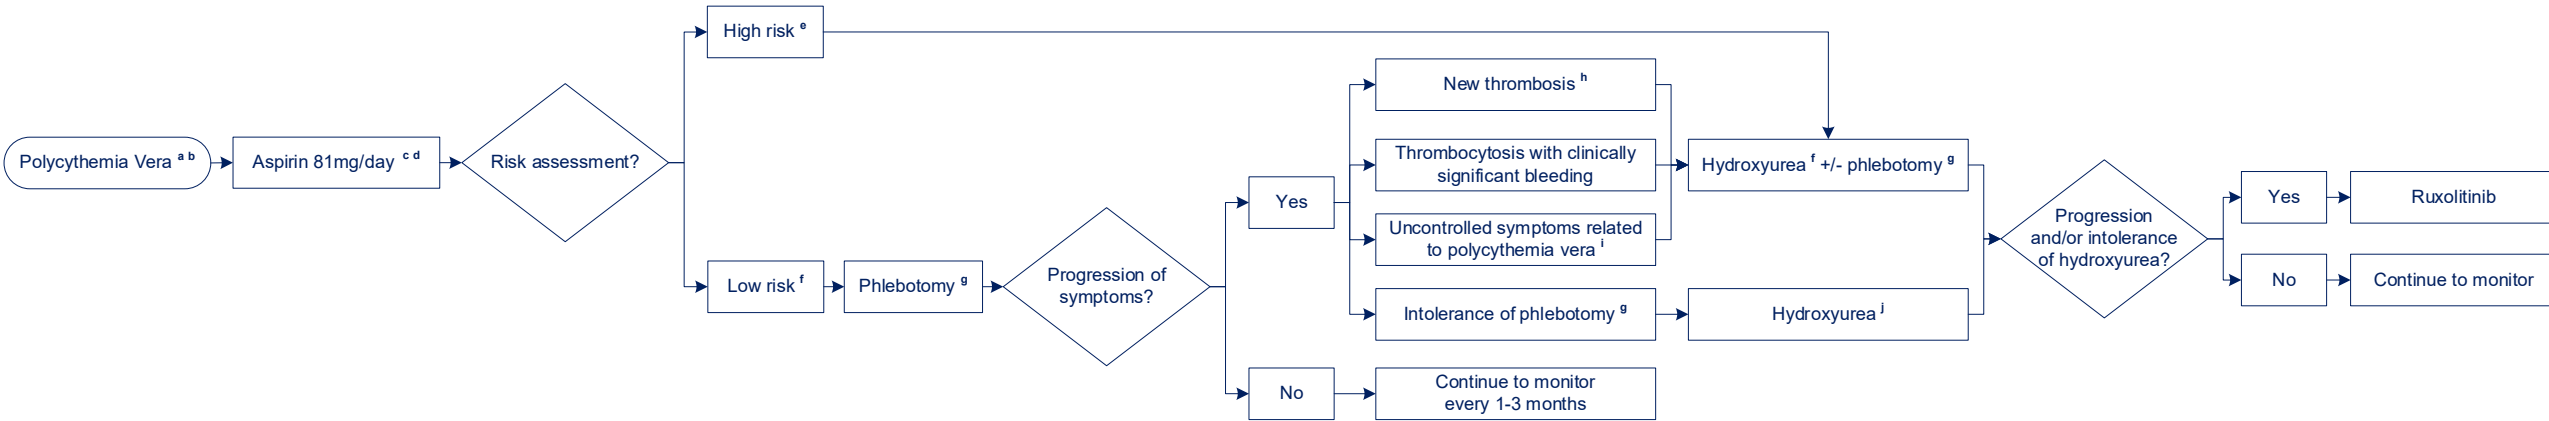 Polycythemia Vera a b
Aspirin 81mg/day c d
Risk assessment?
High risk e
Low risk f
Phlebotomy g
Progression of
symptoms?
Yes
No
New thrombosis h
Thrombocytosis with clinically
significant bleeding
Uncontrolled symptoms related
to polycythemia vera i
Intolerance of phlebotomy g
Continue to monitor
every 1-3 months
Hydroxyurea f +/- phlebotomy g
Hydroxyurea j
Progression
and/or intolerance
of hydroxyurea?
Yes
Ruxolitinib
No
Continue to monitor